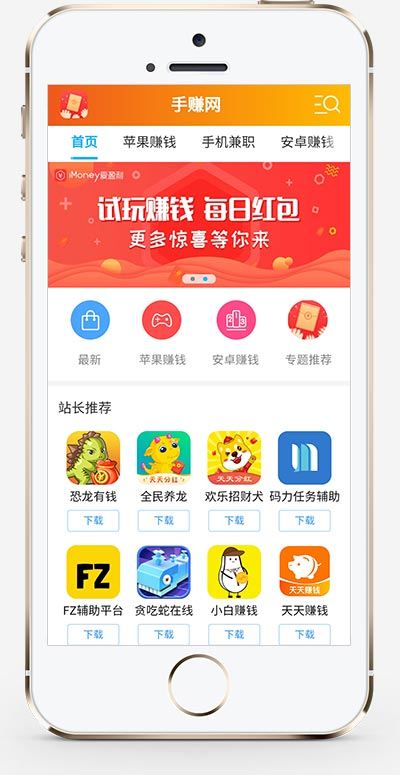 手赚网
首页 苹果赚钱 手机兼职 安卓赚钱
iMoney爱盈利
试玩赚钱 每日红包
更多惊喜等你来
最新 苹果赚钱 安卓赚钱 专题推荐
站长推荐
天天分红 天天分红
恐龙有钱 全民养龙 欢乐招财犬 码力任务辅助
下载 下载 下载 下载
FZ 天天赚钱
FZ辅助平台 贪吃蛇在线 小白赚钱 天天赚钱
下载 下载 下载 下载